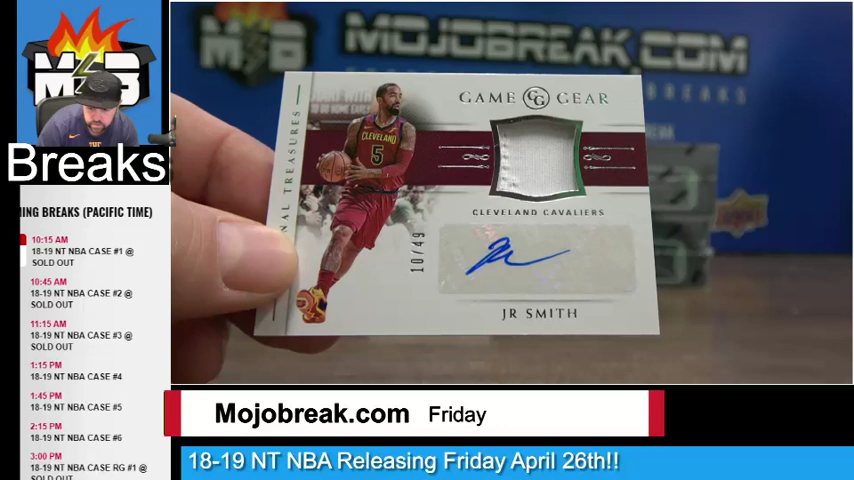 MB
MOJOBREAK.COM
Breaks
ING BREAKS (PACIFIC TIME)
10:15 AM
18-19 NT NBA CASE #1 @
SOLD OUT
10:45 AM
18-19 NT NBA CASE #2 @
SOLD OUT
11:15 AM
18-19 NT NBA CASE #3 @
SOLD OUT
1:15 PM
18-19 NT NBA CASE #4
1:45 PM
18-19 NT NBA CASE #5
2:15 PM
18-19 NT NBA CASE #6
3:00 PM
18-19 NT NBA CASE RG #1 @
SOLD OUT
GAME GG GEAR
NAL TREASURES
CLEVELAND
5
CLEVELAND CAVALIERS
10/49
JR SMITH
Mojobreak.com Friday
18-19 NT NBA Releasing Friday April 26th!!